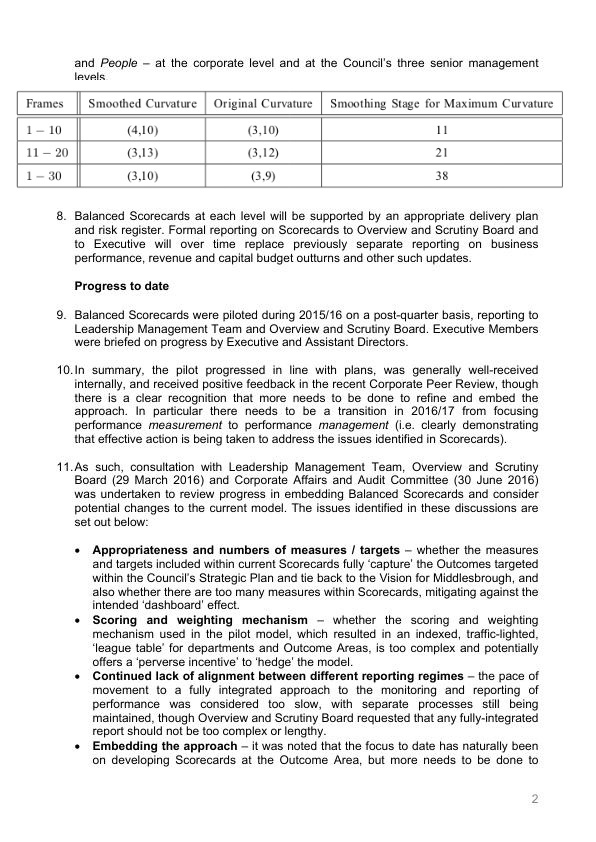 and People – at the corporate level and at the Council's three senior management
levels.
Frames Smoothed Curvature Original Curvature Smoothing Stage for Maximum Curvature
1 – 10 (4,10) (3,10) 11
11 – 20 (3,13) (3,12) 21
1 – 30 (3,10) (3,9) 38
8. Balanced Scorecards at each level will be supported by an appropriate delivery plan
and risk register. Formal reporting on Scorecards to Overview and Scrutiny Board and
to Executive will over time replace previously separate reporting on business
performance, revenue and capital budget outturns and other such updates.
Progress to date
9. Balanced Scorecards were piloted during 2015/16 on a post-quarter basis, reporting to
Leadership Management Team and Overview and Scrutiny Board. Executive Members
were briefed on progress by Executive and Assistant Directors.
10. In summary, the pilot progressed in line with plans, was generally well-received
internally, and received positive feedback in the recent Corporate Peer Review, though
there is a clear recognition that more needs to be done to refine and embed the
approach. In particular there needs to be a transition in 2016/17 from focusing
performance measurement to performance management (i.e. clearly demonstrating
that effective action is being taken to address the issues identified in Scorecards).
11. As such, consultation with Leadership Management Team, Overview and Scrutiny
Board (29 March 2016) and Corporate Affairs and Audit Committee (30 June 2016)
was undertaken to review progress in embedding Balanced Scorecards and consider
potential changes to the current model. The issues identified in these discussions are
set out below:
• Appropriateness and numbers of measures / targets – whether the measures
and targets included within current Scorecards fully 'capture' the Outcomes targeted
within the Council's Strategic Plan and tie back to the Vision for Middlesbrough, and
also whether there are too many measures within Scorecards, mitigating against the
intended 'dashboard' effect.
• Scoring and weighting mechanism – whether the scoring and weighting
mechanism used in the pilot model, which resulted in an indexed, traffic-lighted,
'league table' for departments and Outcome Areas, is too complex and potentially
offers a 'perverse incentive' to 'hedge' the model.
• Continued lack of alignment between different reporting regimes – the pace of
movement to a fully integrated approach to the monitoring and reporting of
performance was considered too slow, with separate processes still being
maintained, though Overview and Scrutiny Board requested that any fully-integrated
report should not be too complex or lengthy.
• Embedding the approach – it was noted that the focus to date has naturally been
on developing Scorecards at the Outcome Area, but more needs to be done to
2